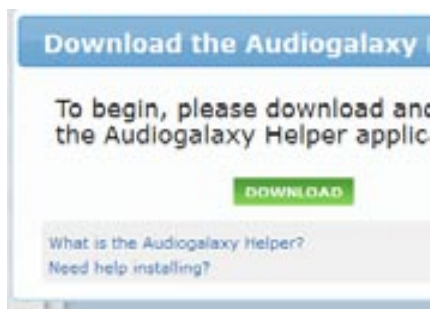 Download the Audiogalaxy
To begin, please download and
the Audiogalaxy Helper applic
DOWNLOAD
What is the Audiogalaxy Helper?
Need help installing?